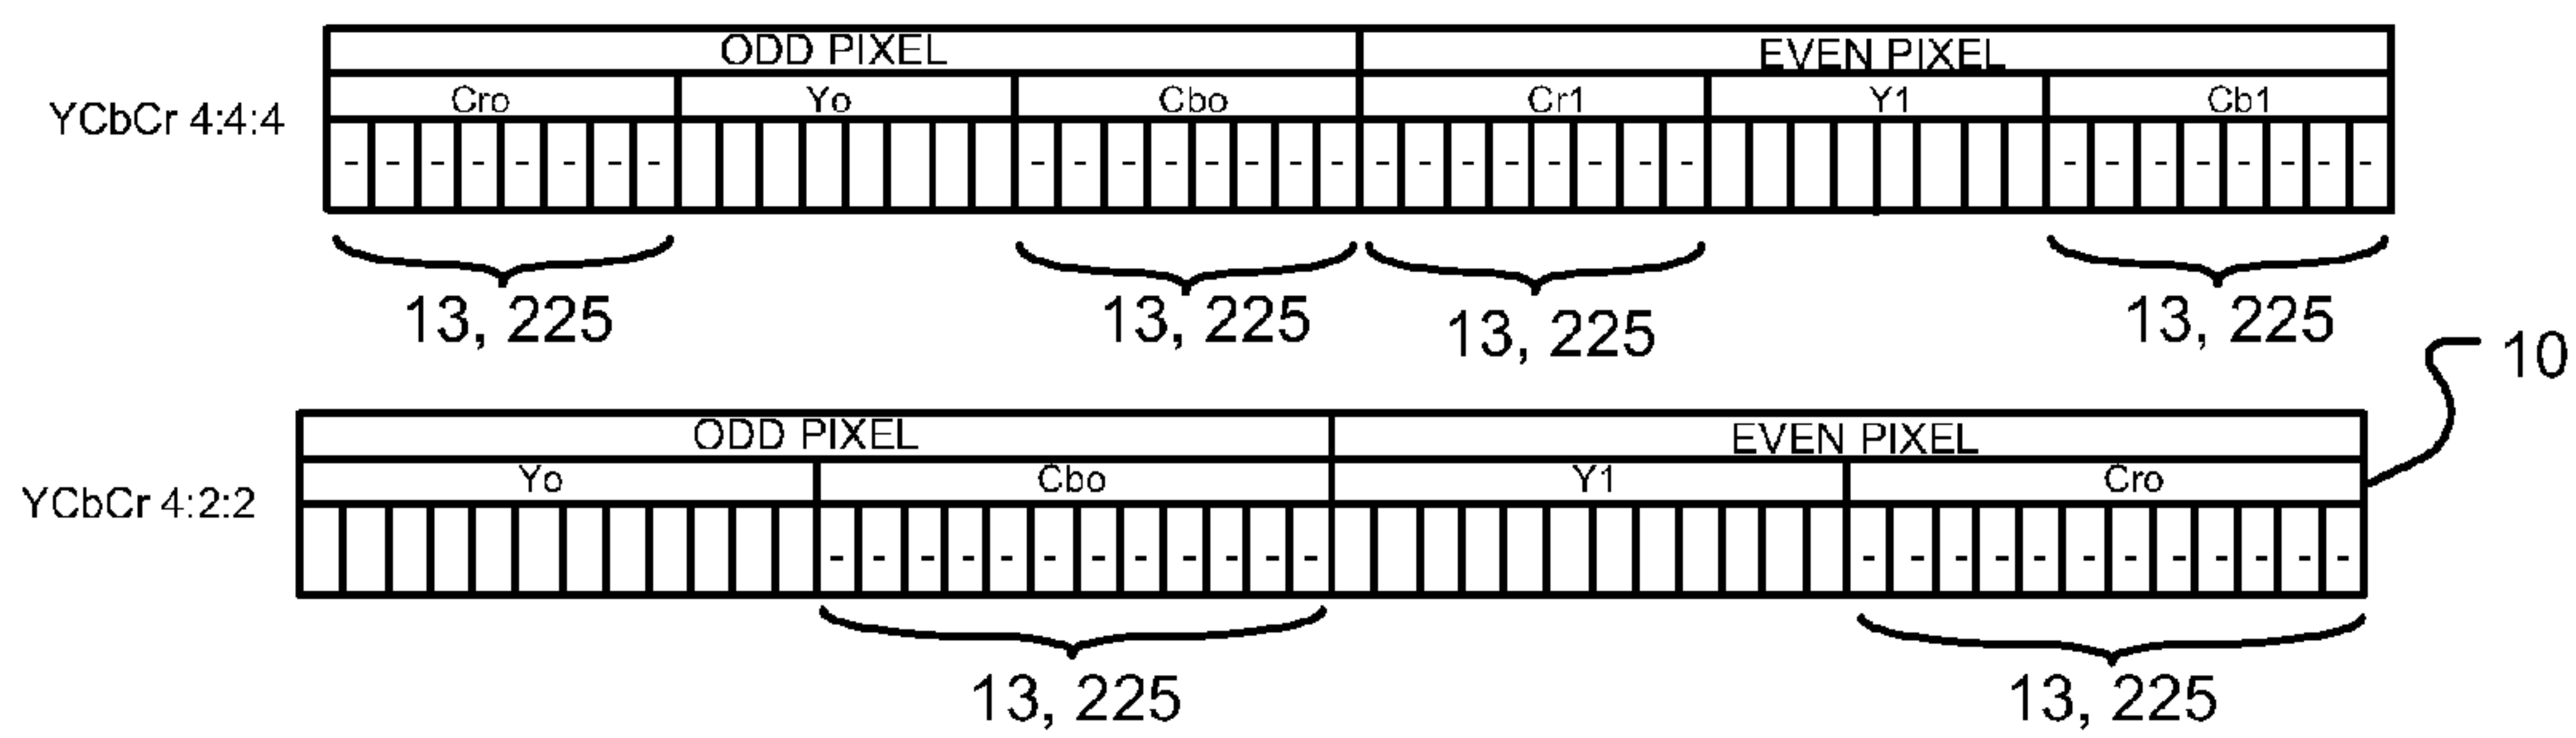 ODD PIXEL EVEN PIXEL
YCbCr 4:4:4 Cro Yo Cbo Cr1 Y1 Cb1
- - - - - - - - - - - - - - - - - - - - - - - - - - - - - - - -
13, 225 13, 225 13, 225 13, 225
10
ODD PIXEL EVEN PIXEL
YCbCr 4:2:2 Yo Cbo Y1 Cro
- - - - - - - - - - - - - - - - - - - - - - - -
13, 225 13, 225